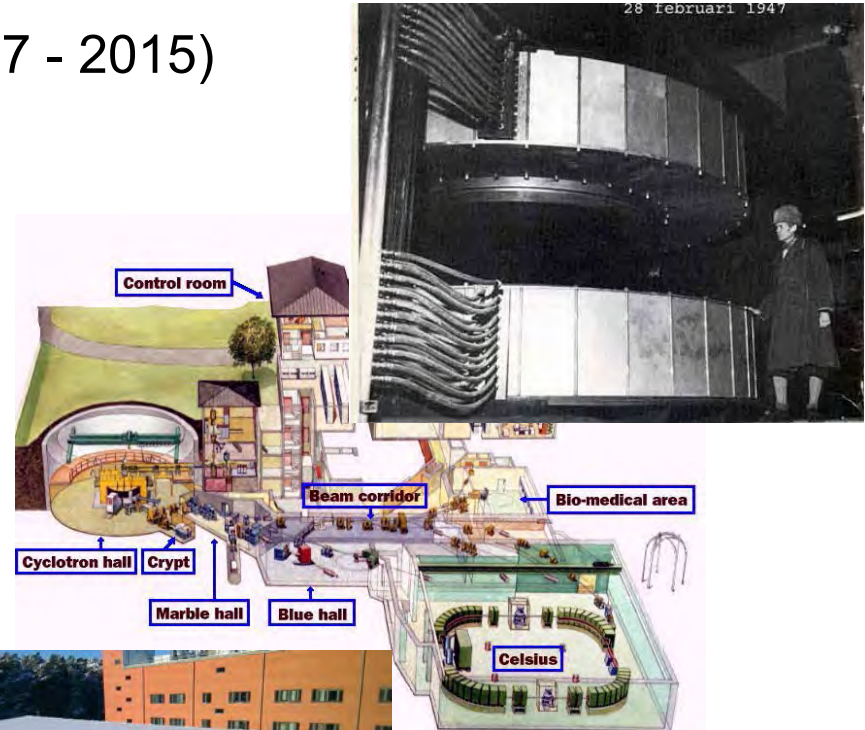 7 - 2015)
28 februari 1947
Control room
Beam corridor
Bio-medical area
Cyclotron hall
Crypt
Marble hall
Blue hall
Celsius